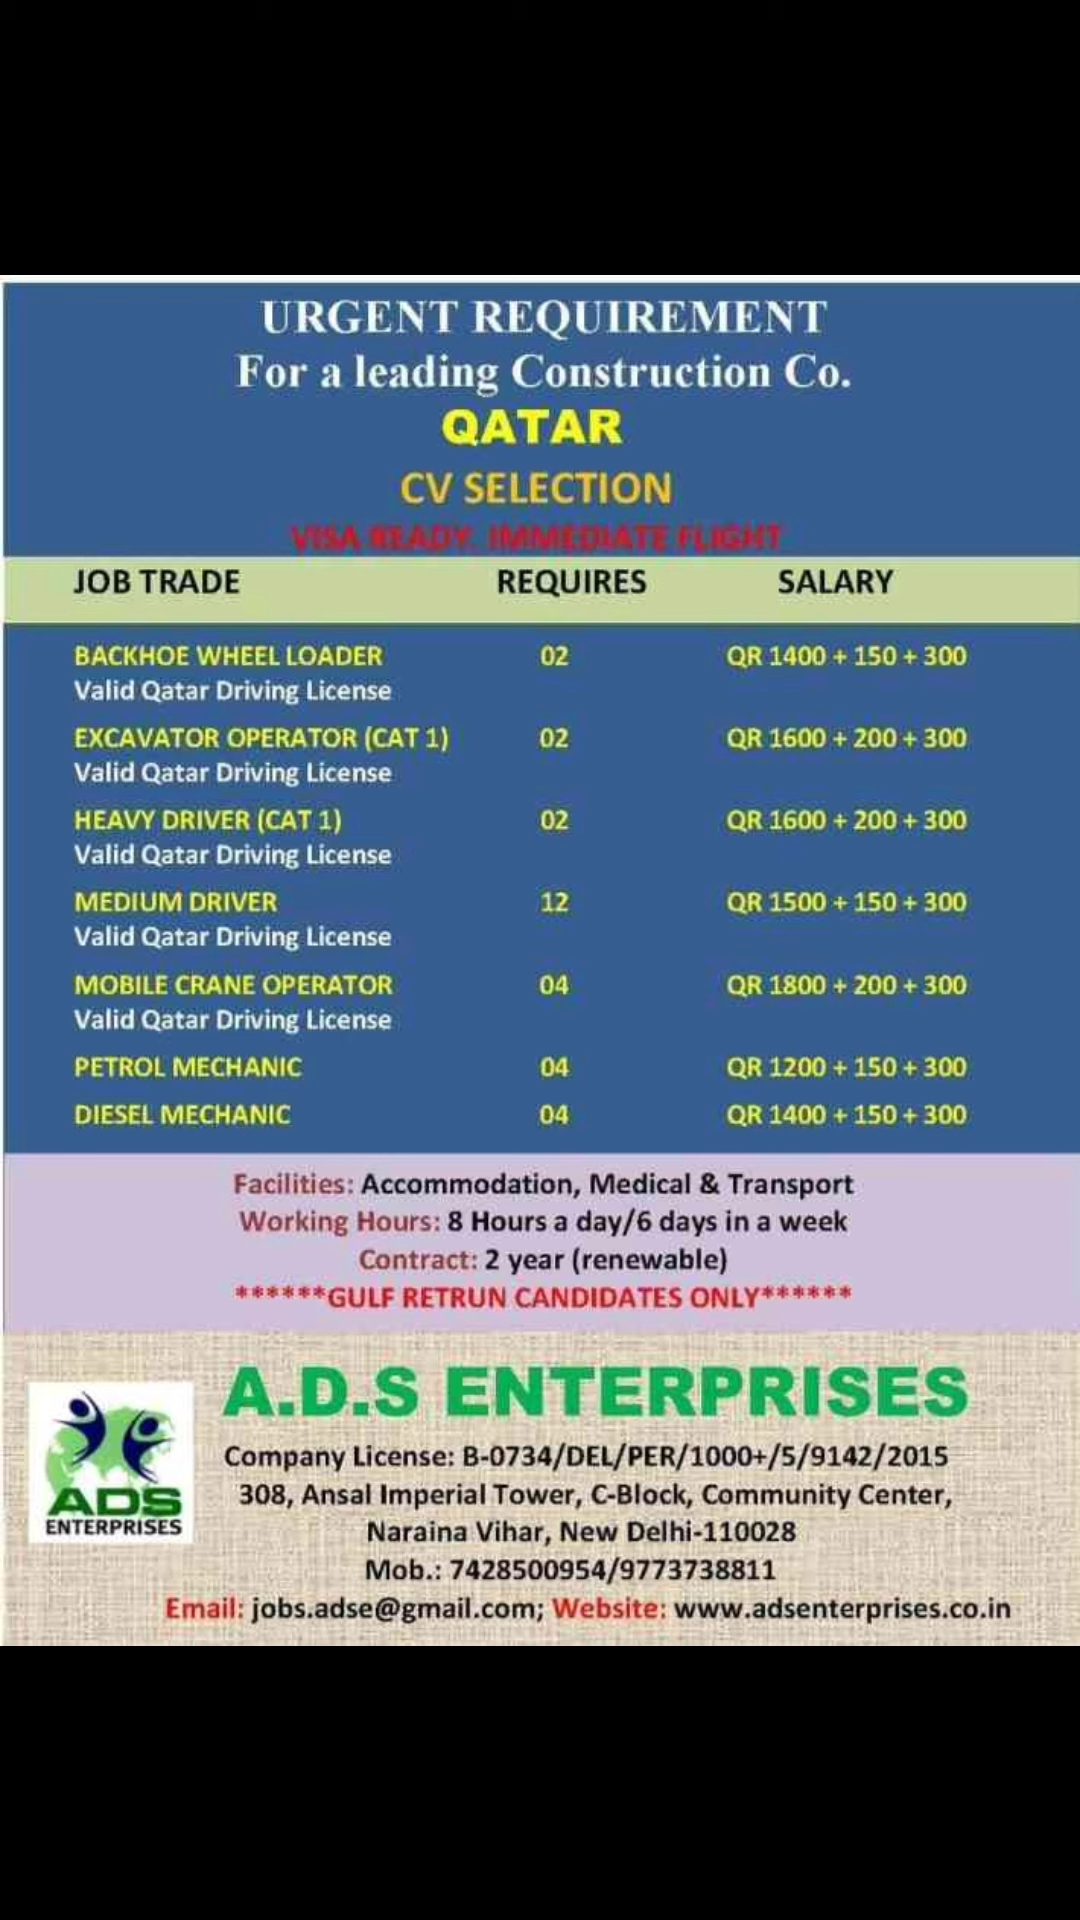 URGENT REQUIREMENT
For a leading Construction Co.
QATAR
CV SELECTION
VISA READY. IMMEDIATE FLIGHT
JOB TRADE REQUIRES SALARY
BACKHOE WHEEL LOADER 02 QR 1400 + 150 + 300
Valid Qatar Driving License
EXCAVATOR OPERATOR (CAT 1) 02 QR 1600 + 200 + 300
Valid Qatar Driving License
HEAVY DRIVER (CAT 1) 02 QR 1600 + 200 + 300
Valid Qatar Driving License
MEDIUM DRIVER 12 QR 1500 + 150 + 300
Valid Qatar Driving License
MOBILE CRANE OPERATOR 04 QR 1800 + 200 + 300
Valid Qatar Driving License
PETROL MECHANIC 04 QR 1200 + 150 + 300
DIESEL MECHANIC 04 QR 1400 + 150 + 300
Facilities: Accommodation, Medical & Transport
Working Hours: 8 Hours a day/6 days in a week
Contract: 2 year (renewable)
******GULF RETRUN CANDIDATES ONLY******
A.D.S ENTERPRISES
Company License: B-0734/DEL/PER/1000+/5/9142/2015
308, Ansal Imperial Tower, C-Block, Community Center,
Naraina Vihar, New Delhi-110028
Mob.: 7428500954/9773738811
Email: jobs.adse@gmail.com; Website: www.adsenterprises.co.in
ADS
ENTERPRISES